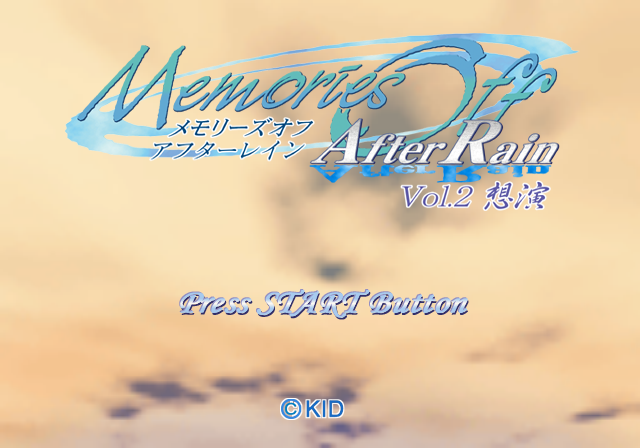 Memories Off
メモリーズオフ
アフターレイン
After Rain
Vol.2 想演
Press START Button
© KID